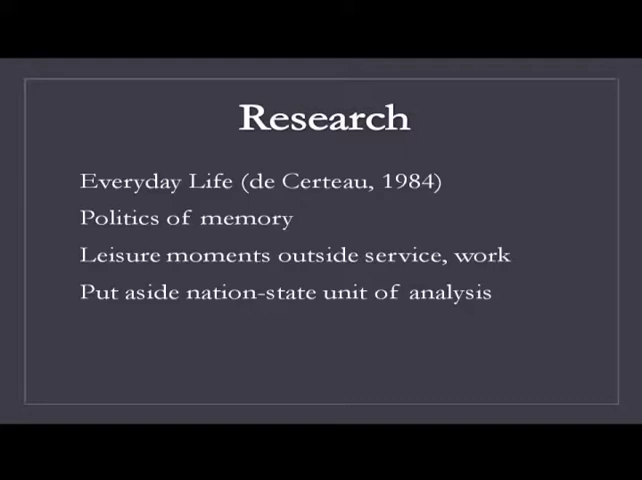 Research
Everyday Life (de Certeau, 1984)
Politics of memory
Leisure moments outside service, work
Put aside nation-state unit of analysis